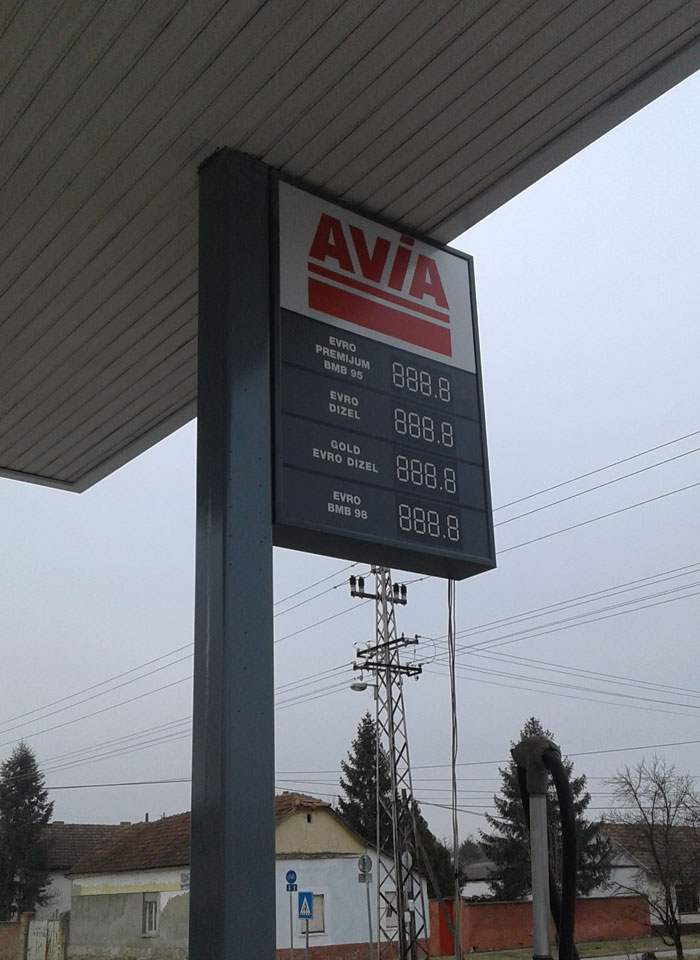 AVIA
EVRO
PREMIJUM
BMB 95
888.8
EVRO
DIZEL
888.8
GOLD
EVRO DIZEL
888.8
EVRO
BMB 98
888.8